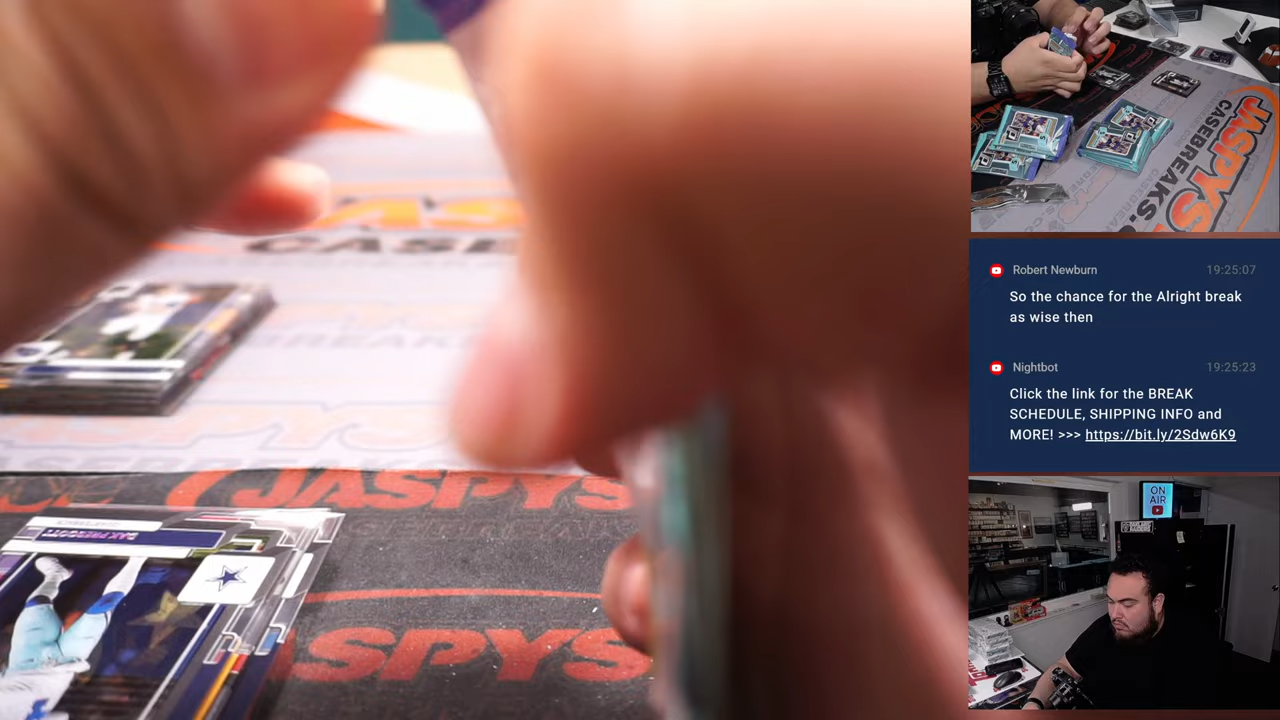 CASE
JASPYS
DAK PRESCOTT
JASPYS
JASPYS
CASEBREAKS.
Robert Newburn
19:25:07
So the chance for the Alright break
as wise then
Nightbot
19:25:23
Click the link for the BREAK
SCHEDULE, SHIPPING INFO and
MORE! >>> https://bit.ly/2Sdw6K9
ON
AIR